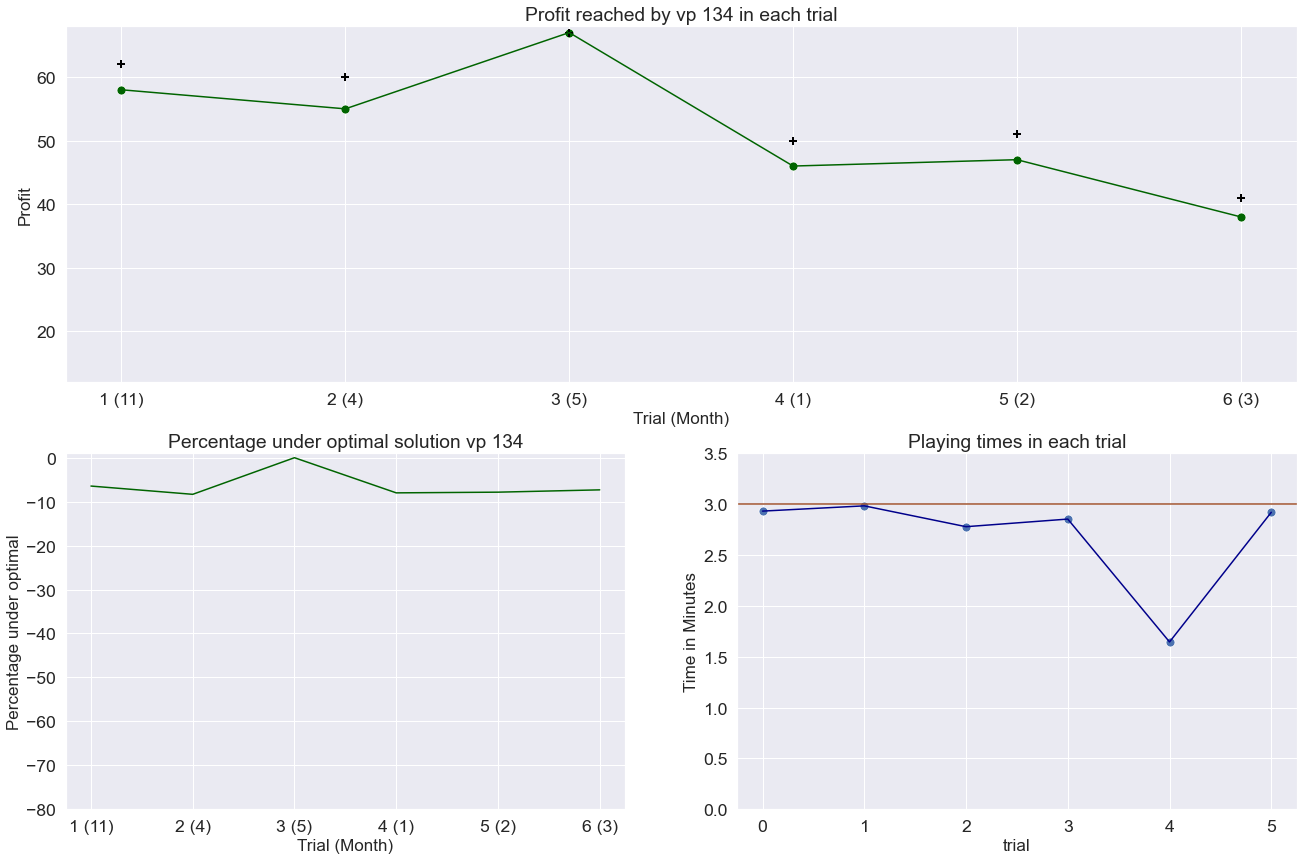 Profit reached by vp 134 in each trial
Profit
60
50
40
30
20
1 (11) 2 (4) 3 (5) 4 (1) 5 (2) 6 (3)
Trial (Month)
Percentage under optimal solution vp 134
Percentage under optimal
0
−10
−20
−30
−40
−50
−60
−70
−80
1 (11) 2 (4) 3 (5) 4 (1) 5 (2) 6 (3)
Trial (Month)
Playing times in each trial
Time in Minutes
3.5
3.0
2.5
2.0
1.5
1.0
0.5
0.0
0 1 2 3 4 5
trial